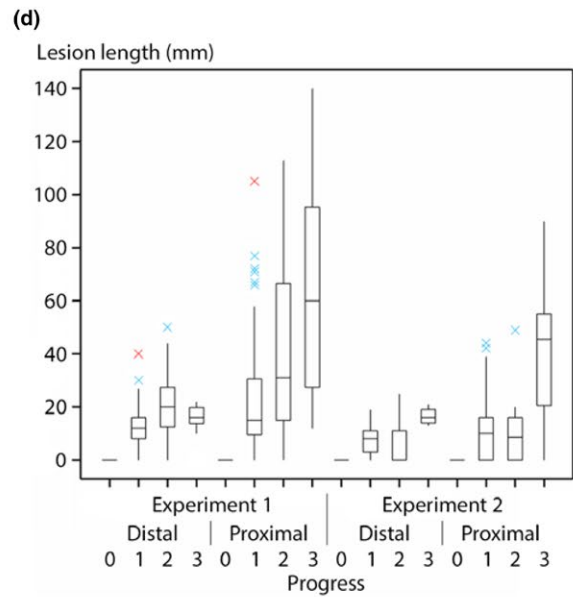 (d)
Lesion length (mm)
140
120
100
80
60
40
20
0
Experiment 1 Experiment 2
Distal Proximal Distal Proximal
0 1 2 3 0 1 2 3 0 1 2 3 0 1 2 3
Progress